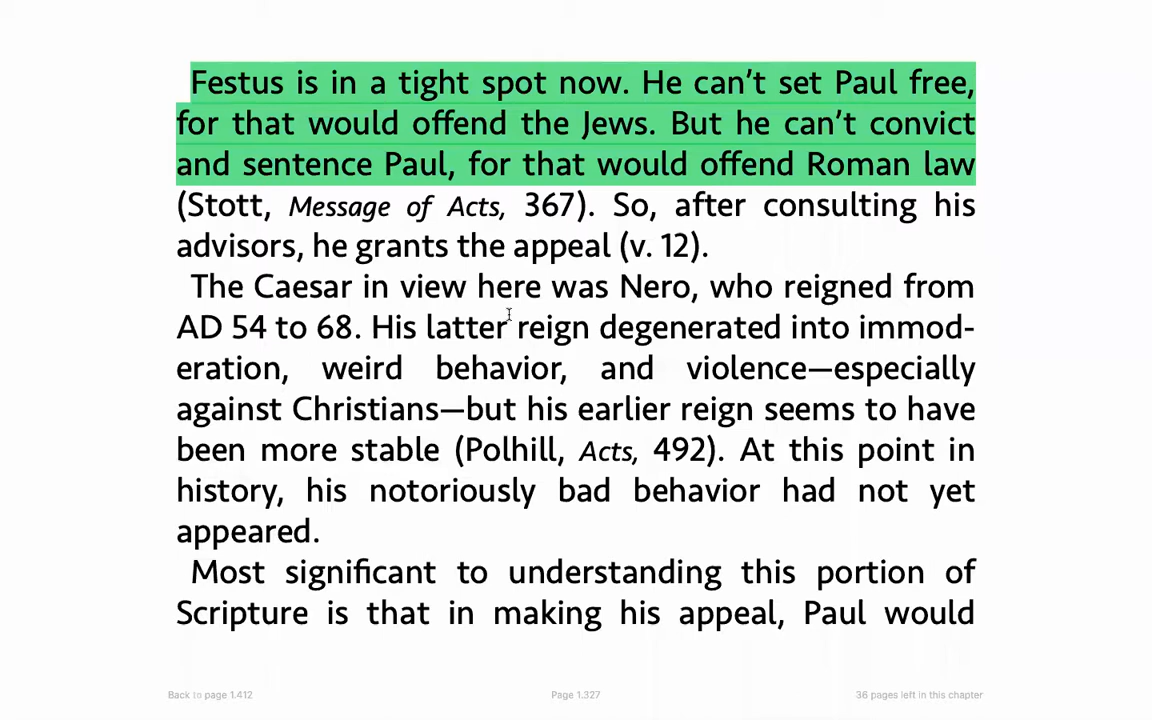 Festus is in a tight spot now. He can’t set Paul free,
for that would offend the Jews. But he can’t convict
and sentence Paul, for that would offend Roman law
(Stott, Message of Acts, 367). So, after consulting his
advisors, he grants the appeal (v. 12).
The Caesar in view here was Nero, who reigned from
AD 54 to 68. His latter reign degenerated into immod-
eration, weird behavior, and violence—especially
against Christians—but his earlier reign seems to have
been more stable (Polhill, Acts, 492). At this point in
history, his notoriously bad behavior had not yet
appeared.
Most significant to understanding this portion of
Scripture is that in making his appeal, Paul would
Back to page 1.412
Page 1.327
36 pages left in this chapter